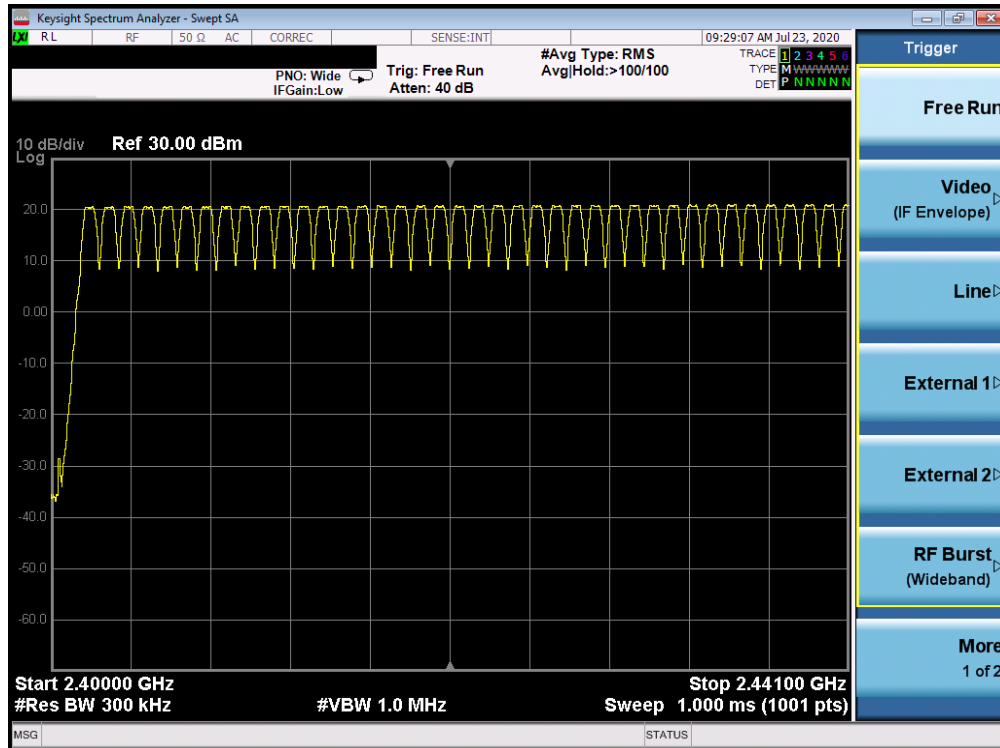 Keysight Spectrum Analyzer - Swept SA
LXI RL RF 50 Ω AC CORREC SENSE:INT 09:29:07 AM Jul 23, 2020
PNO: Wide
IFGain:Low
Trig: Free Run
Atten: 40 dB
#Avg Type: RMS
Avg|Hold:>100/100
TRACE 1 2 3 4 5 6
TYPE M WWWWW
DET P N N N N N
10 dB/div Ref 30.00 dBm
Log
20.0
10.0
0.00
-10.0
-20.0
-30.0
-40.0
-50.0
-60.0
Start 2.40000 GHz Stop 2.44100 GHz
#Res BW 300 kHz #VBW 1.0 MHz Sweep 1.000 ms (1001 pts)
MSG STATUS
Trigger
Free Run
Video
(IF Envelope)
Line
External 1
External 2
RF Burst
(Wideband)
More
1 of 2